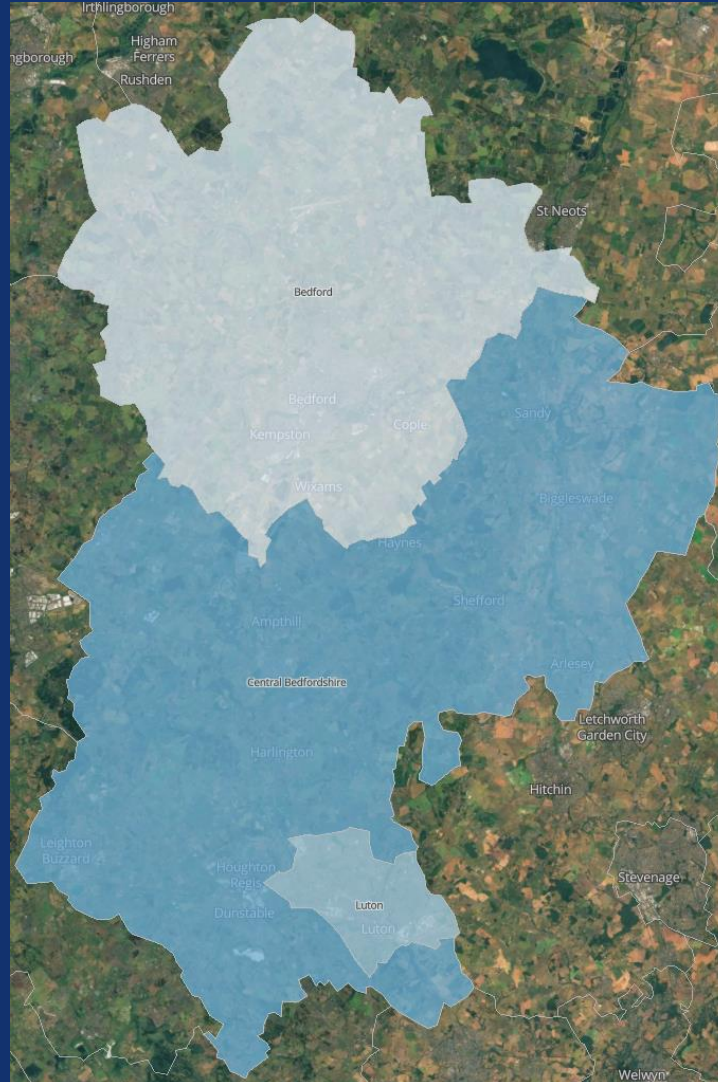 Irthlingborough
Higham
Ferrers
ngborough
Rushden
St Neots
Bedford
Bedford
Cople
Sandy
Kempston
Wixams
Biggleswade
Haynes
Shefford
Ampthill
Arlesey
Central Bedfordshire
Letchworth
Garden City
Harlington
Hitchin
Leighton
Buzzard
Houghton
Regis
Stevenage
Luton
Dunstable
Luton
Welwyn